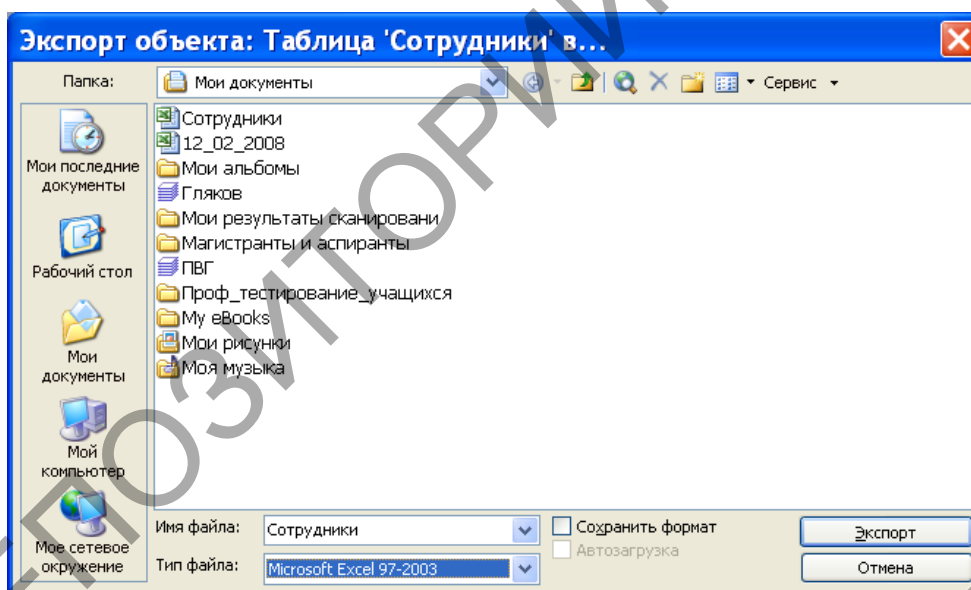 Экспорт объекта: Таблица 'Сотрудники' в...
Папка:
Мои документы
Сервис
Мои последние
документы
Рабочий стол
Мои
документы
Мой
компьютер
Мое сетевое
окружение
Сотрудники
12_02_2008
Мои альбомы
Гляков
Мои результаты сканировани
Магистранты и аспиранты
ПВГ
Проф_тестирование_учащихся
My eBooks
Мои рисунки
Моя музыка
Имя файла:
Сотрудники
Сохранить формат
Экспорт
Автозагрузка
Тип файла:
Microsoft Excel 97-2003
Отмена